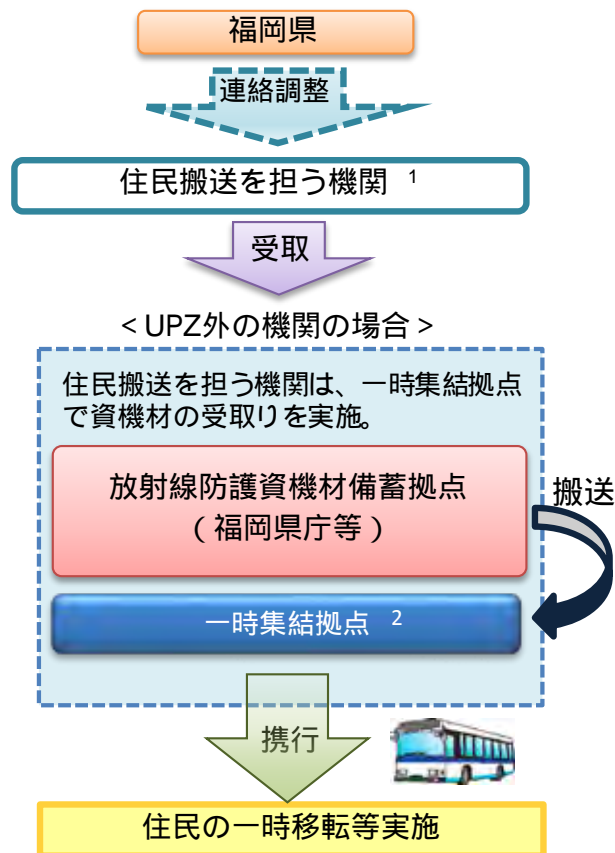 福岡県
連絡調整
住民搬送を担う機関 1
受取
＜UPZ外の機関の場合＞
住民搬送を担う機関は、一時集結拠点
で資機材の受取りを実施。
放射線防護資機材備蓄拠点
（福岡県庁等）
搬送
一時集結拠点 2
携行
住民の一時移転等実施